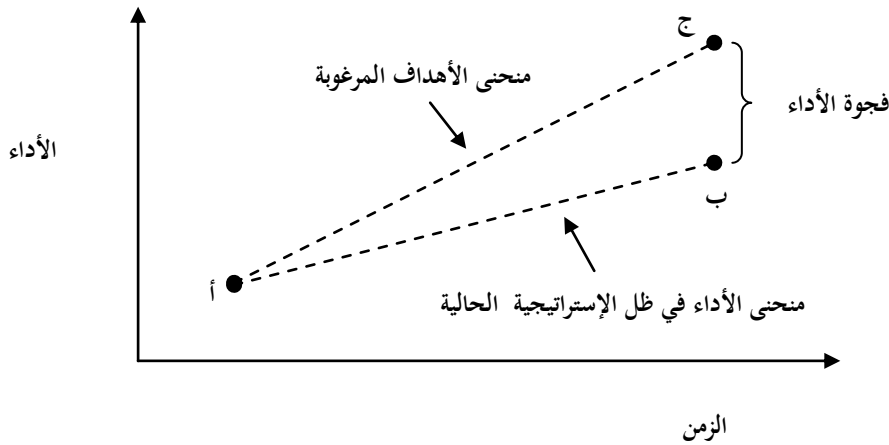 ج
منحنى الأهداف المرغوبة
فجوة الأداء
الأداء
ب
أ
منحنى الأداء في ظل الإستراتيجية الحالية
الزمن